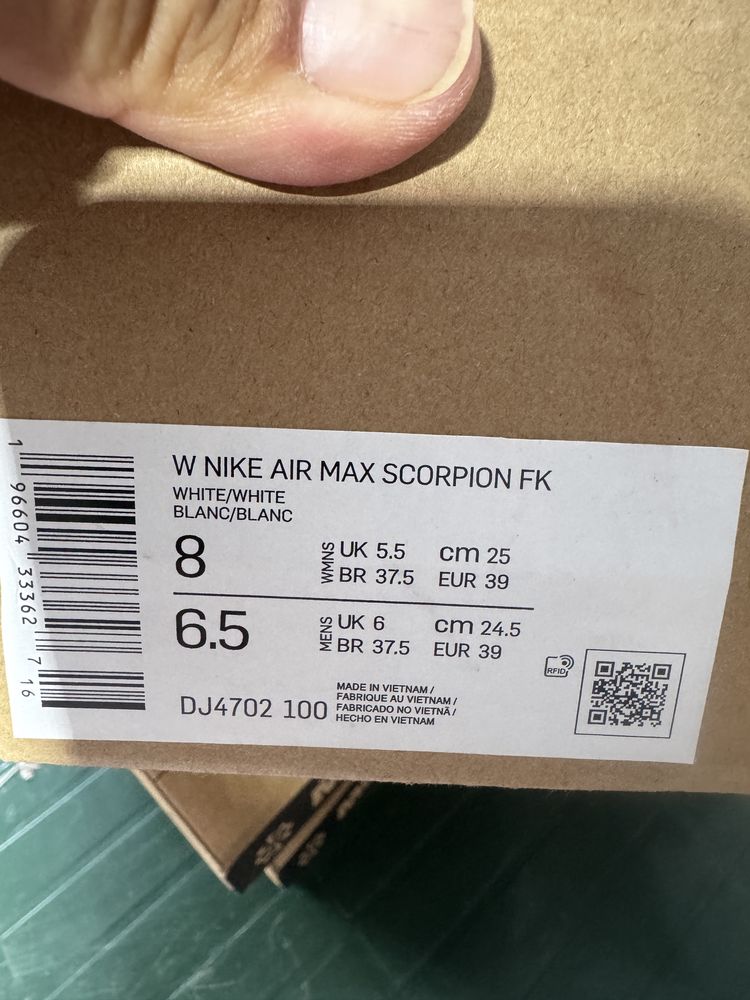 W NIKE AIR MAX SCORPION FK
WHITE/WHITE
BLANC/BLANC
8
WMNS
UK 5.5 cm 25
BR 37.5 EUR 39
6.5
MENS
UK 6 cm 24.5
BR 37.5 EUR 39
DJ4702 100
MADE IN VIETNAM /
FABRIQUE AU VIETNAM /
FABRICADO NO VIETNÃ /
HECHO EN VIETNAM
RFID
1 96604 33362 7 16